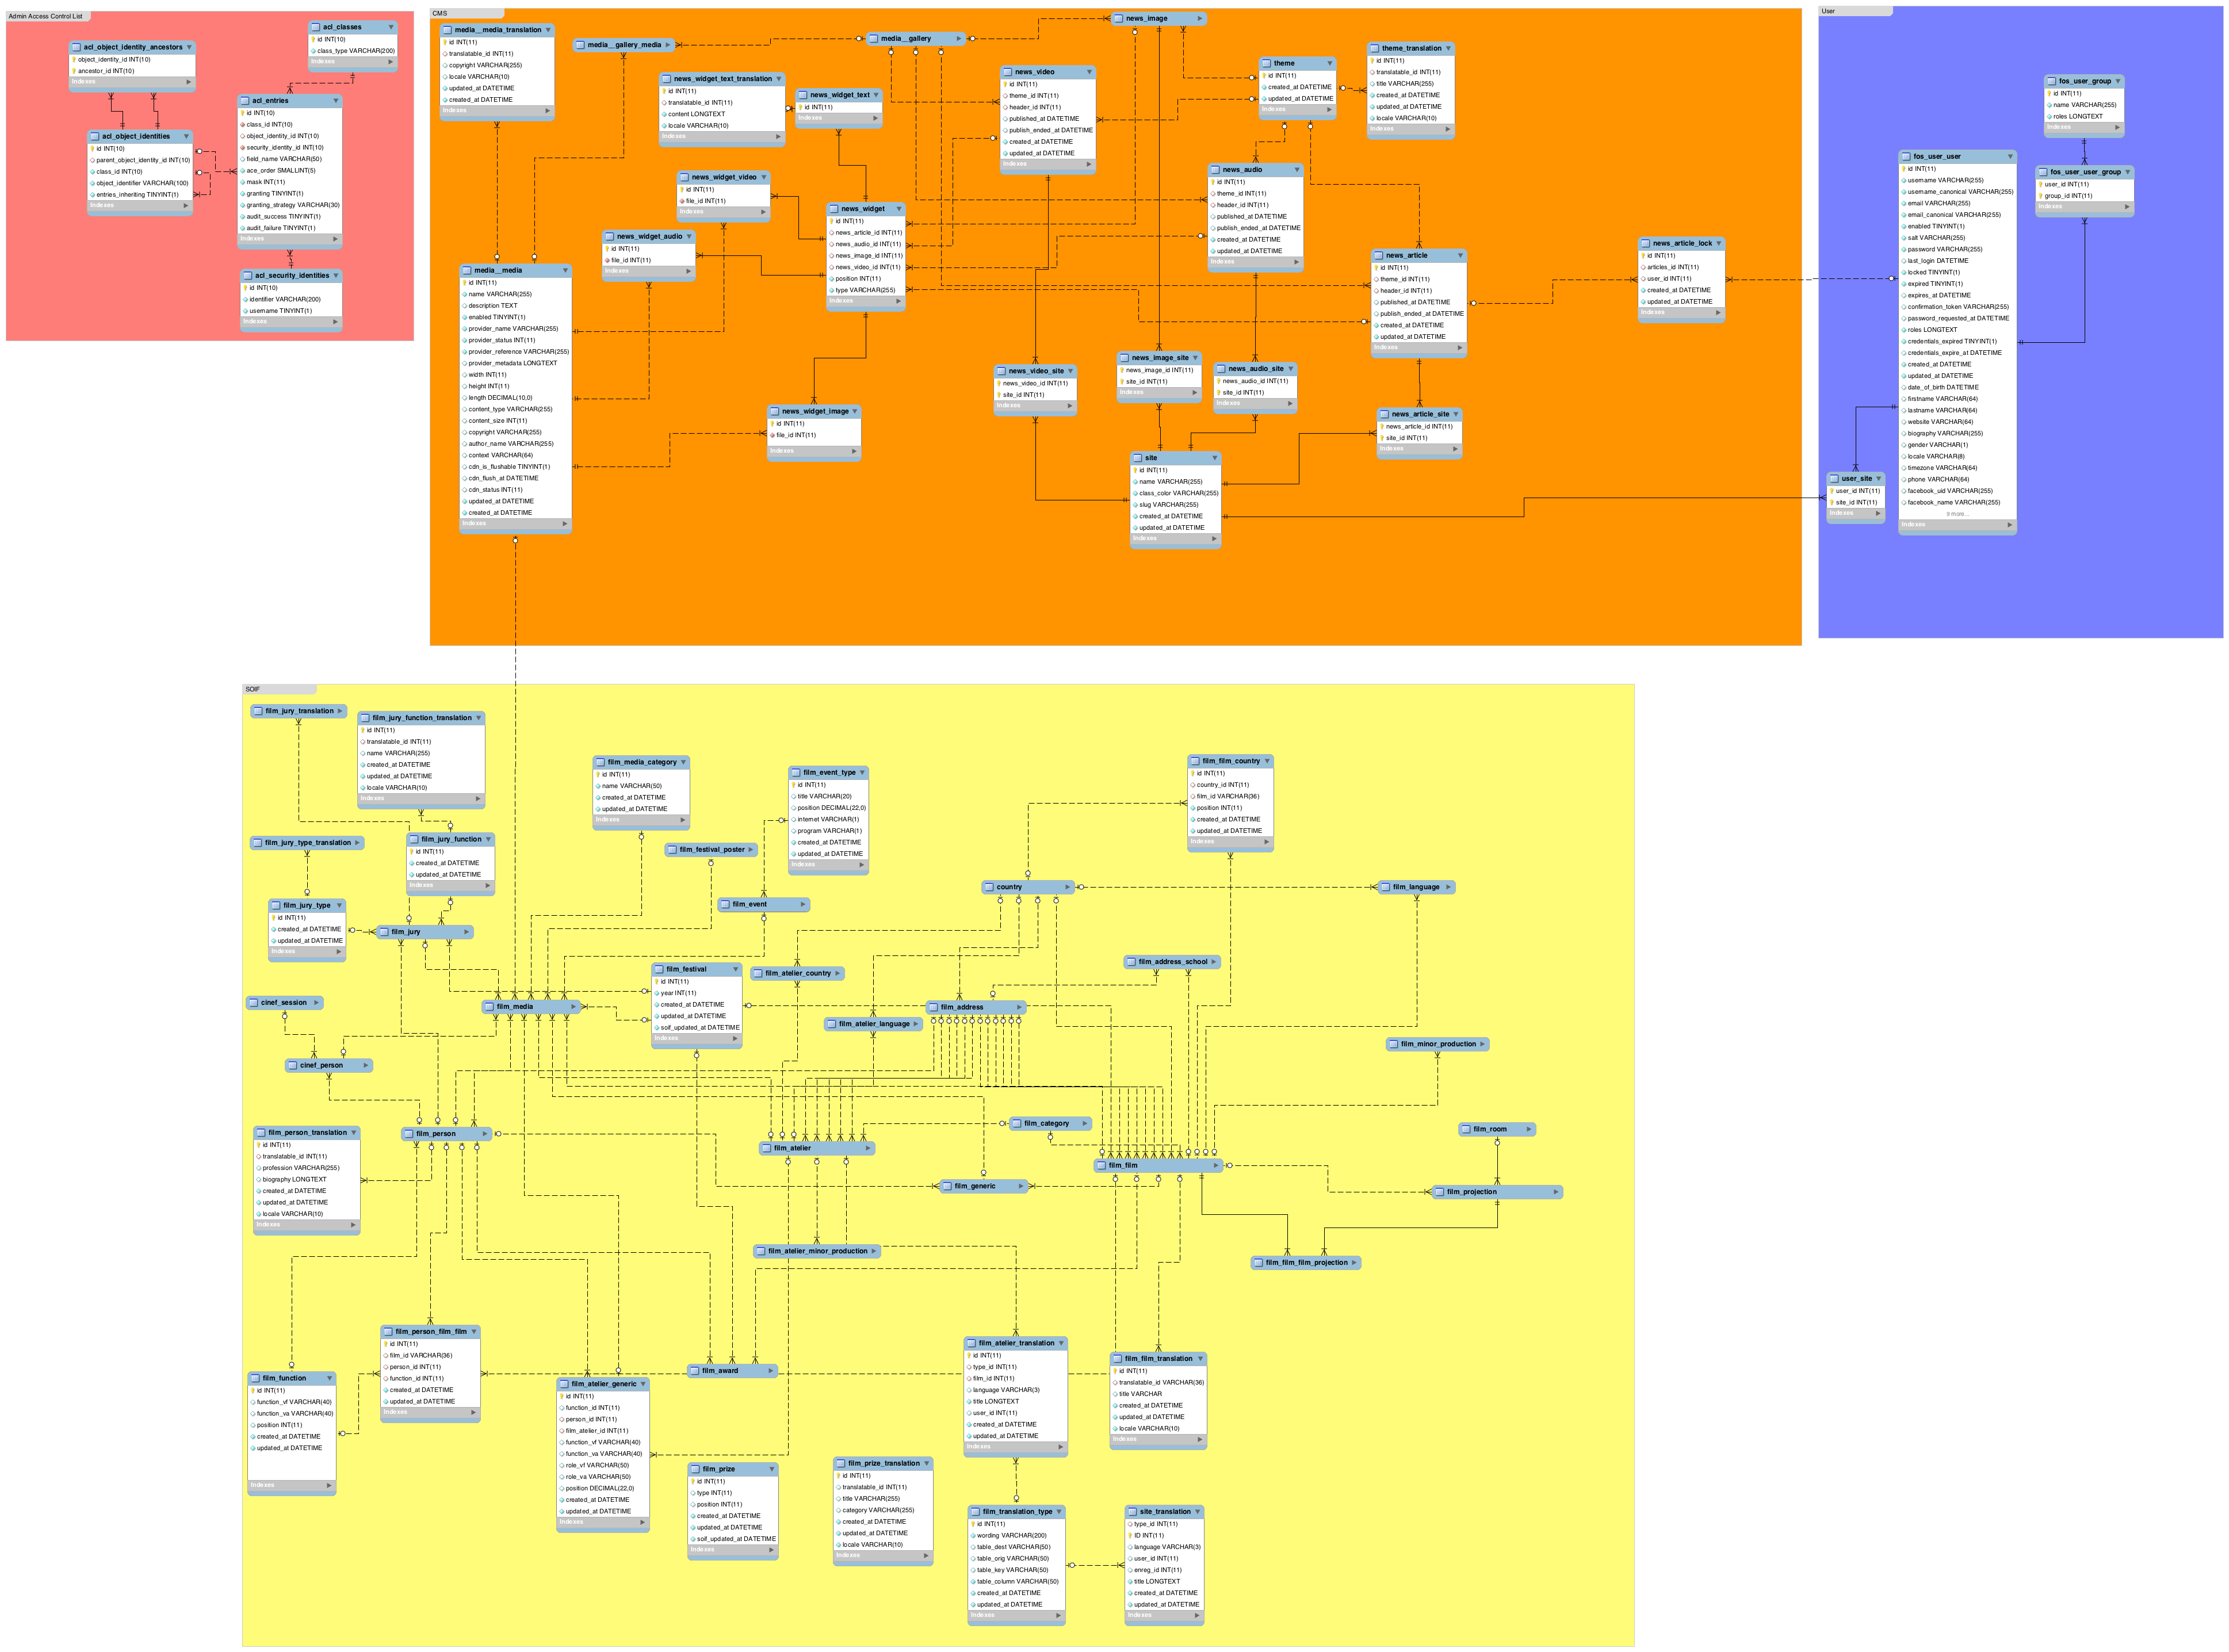 Admin Access Control List
acl_classes
id INT(10)
class_type VARCHAR(200)
Indexes
acl_object_identity_ancestors
object_identity_id INT(10)
ancestor_id INT(10)
Indexes
acl_entries
id INT(10)
class_id INT(10)
object_identity_id INT(10)
security_identity_id INT(10)
field_name VARCHAR(50)
ace_order SMALLINT(5)
mask INT(11)
granting TINYINT(1)
granting_strategy VARCHAR(30)
audit_success TINYINT(1)
audit_failure TINYINT(1)
Indexes
acl_object_identities
id INT(10)
parent_object_identity_id INT(10)
class_id INT(10)
object_identifier VARCHAR(100)
entries_inheriting TINYINT(1)
Indexes
acl_security_identities
id INT(10)
identifier VARCHAR(200)
username TINYINT(1)
Indexes
CMS
media__media_translation
id INT(11)
translatable_id INT(11)
copyright VARCHAR(255)
locale VARCHAR(10)
updated_at DATETIME
created_at DATETIME
Indexes
media__gallery_media
media__gallery
news_image
news_widget_text_translation
id INT(11)
translatable_id INT(11)
content LONGTEXT
locale VARCHAR(10)
Indexes
news_widget_text
id INT(11)
Indexes
news_video
id INT(11)
theme_id INT(11)
header_id INT(11)
published_at DATETIME
publish_ended_at DATETIME
created_at DATETIME
updated_at DATETIME
Indexes
theme
id INT(11)
created_at DATETIME
updated_at DATETIME
Indexes
theme_translation
id INT(11)
translatable_id INT(11)
title VARCHAR(255)
created_at DATETIME
updated_at DATETIME
locale VARCHAR(10)
Indexes
news_widget_video
id INT(11)
file_id INT(11)
Indexes
news_widget_audio
id INT(11)
file_id INT(11)
Indexes
news_widget
id INT(11)
news_article_id INT(11)
news_audio_id INT(11)
news_image_id INT(11)
news_video_id INT(11)
position INT(11)
type VARCHAR(255)
Indexes
news_audio
id INT(11)
theme_id INT(11)
header_id INT(11)
published_at DATETIME
publish_ended_at DATETIME
created_at DATETIME
updated_at DATETIME
Indexes
news_article
id INT(11)
theme_id INT(11)
header_id INT(11)
published_at DATETIME
publish_ended_at DATETIME
created_at DATETIME
updated_at DATETIME
Indexes
news_article_lock
id INT(11)
articles_id INT(11)
user_id INT(11)
created_at DATETIME
updated_at DATETIME
Indexes
media__media
id INT(11)
name VARCHAR(255)
description TEXT
enabled TINYINT(1)
provider_name VARCHAR(255)
provider_status INT(11)
provider_reference VARCHAR(255)
provider_metadata LONGTEXT
width INT(11)
height INT(11)
length DECIMAL(10,0)
content_type VARCHAR(255)
content_size INT(11)
copyright VARCHAR(255)
author_name VARCHAR(255)
context VARCHAR(64)
cdn_is_flushable TINYINT(1)
cdn_flush_at DATETIME
cdn_status INT(11)
updated_at DATETIME
created_at DATETIME
Indexes
news_widget_image
id INT(11)
file_id INT(11)
Indexes
news_video_site
news_video_id INT(11)
site_id INT(11)
Indexes
news_image_site
news_image_id INT(11)
site_id INT(11)
Indexes
news_audio_site
news_audio_id INT(11)
site_id INT(11)
Indexes
news_article_site
news_article_id INT(11)
site_id INT(11)
Indexes
site
id INT(11)
name VARCHAR(255)
class_color VARCHAR(255)
slug VARCHAR(255)
created_at DATETIME
updated_at DATETIME
Indexes
User
fos_user_group
id INT(11)
name VARCHAR(255)
roles LONGTEXT
Indexes
fos_user_user_group
user_id INT(11)
group_id INT(11)
Indexes
fos_user_user
id INT(11)
username VARCHAR(255)
username_canonical VARCHAR(255)
email VARCHAR(255)
email_canonical VARCHAR(255)
enabled TINYINT(1)
salt VARCHAR(255)
password VARCHAR(255)
last_login DATETIME
locked TINYINT(1)
expired TINYINT(1)
expires_at DATETIME
confirmation_token VARCHAR(255)
password_requested_at DATETIME
roles LONGTEXT
credentials_expired TINYINT(1)
credentials_expire_at DATETIME
created_at DATETIME
updated_at DATETIME
date_of_birth DATETIME
firstname VARCHAR(64)
lastname VARCHAR(64)
website VARCHAR(64)
biography VARCHAR(255)
gender VARCHAR(1)
locale VARCHAR(8)
timezone VARCHAR(64)
phone VARCHAR(64)
facebook_uid VARCHAR(255)
facebook_name VARCHAR(255)
9 more...
Indexes
user_site
user_id INT(11)
site_id INT(11)
Indexes
SOIF
film_jury_translation
film_jury_function_translation
id INT(11)
translatable_id INT(11)
name VARCHAR(255)
created_at DATETIME
updated_at DATETIME
locale VARCHAR(10)
Indexes
film_media_category
id INT(11)
name VARCHAR(50)
created_at DATETIME
updated_at DATETIME
Indexes
film_event_type
id INT(11)
title VARCHAR(20)
position DECIMAL(22,0)
internet VARCHAR(1)
program VARCHAR(1)
created_at DATETIME
updated_at DATETIME
Indexes
film_film_country
id INT(11)
country_id INT(11)
film_id VARCHAR(36)
position INT(11)
created_at DATETIME
updated_at DATETIME
Indexes
film_jury_type_translation
film_jury_function
id INT(11)
created_at DATETIME
updated_at DATETIME
Indexes
film_festival_poster
film_event
country
film_language
film_jury_type
id INT(11)
created_at DATETIME
updated_at DATETIME
Indexes
film_jury
film_festival
id INT(11)
year INT(11)
created_at DATETIME
updated_at DATETIME
soif_updated_at DATETIME
Indexes
film_atelier_country
film_address_school
cinef_session
film_media
film_atelier_language
film_address
film_minor_production
cinef_person
film_person_translation
id INT(11)
translatable_id INT(11)
profession VARCHAR(255)
biography LONGTEXT
created_at DATETIME
updated_at DATETIME
locale VARCHAR(10)
Indexes
film_person
film_atelier
film_category
film_film
film_room
film_generic
film_projection
film_atelier_minor_production
film_film_film_projection
film_function
id INT(11)
function_vf VARCHAR(40)
function_va VARCHAR(40)
position INT(11)
created_at DATETIME
updated_at DATETIME
Indexes
film_person_film_film
id INT(11)
film_id VARCHAR(36)
person_id INT(11)
function_id INT(11)
created_at DATETIME
updated_at DATETIME
Indexes
film_atelier_generic
id INT(11)
function_id INT(11)
person_id INT(11)
film_atelier_id INT(11)
function_vf VARCHAR(40)
function_va VARCHAR(40)
role_vf VARCHAR(50)
role_va VARCHAR(50)
position DECIMAL(22,0)
created_at DATETIME
updated_at DATETIME
Indexes
film_award
film_atelier_translation
id INT(11)
type_id INT(11)
film_id INT(11)
language VARCHAR(3)
title LONGTEXT
user_id INT(11)
created_at DATETIME
updated_at DATETIME
Indexes
film_film_translation
id INT(11)
translatable_id VARCHAR(36)
title VARCHAR
created_at DATETIME
updated_at DATETIME
locale VARCHAR(10)
Indexes
film_prize
id INT(11)
type INT(11)
position INT(11)
created_at DATETIME
updated_at DATETIME
soif_updated_at DATETIME
Indexes
film_prize_translation
id INT(11)
translatable_id INT(11)
title VARCHAR(255)
category VARCHAR(255)
created_at DATETIME
updated_at DATETIME
locale VARCHAR(10)
Indexes
film_translation_type
id INT(11)
wording VARCHAR(200)
table_dest VARCHAR(50)
table_orig VARCHAR(50)
table_key VARCHAR(50)
table_column VARCHAR(50)
created_at DATETIME
updated_at DATETIME
Indexes
site_translation
type_id INT(11)
ID INT(11)
language VARCHAR(3)
user_id INT(11)
enreg_id INT(11)
title LONGTEXT
created_at DATETIME
updated_at DATETIME
Indexes